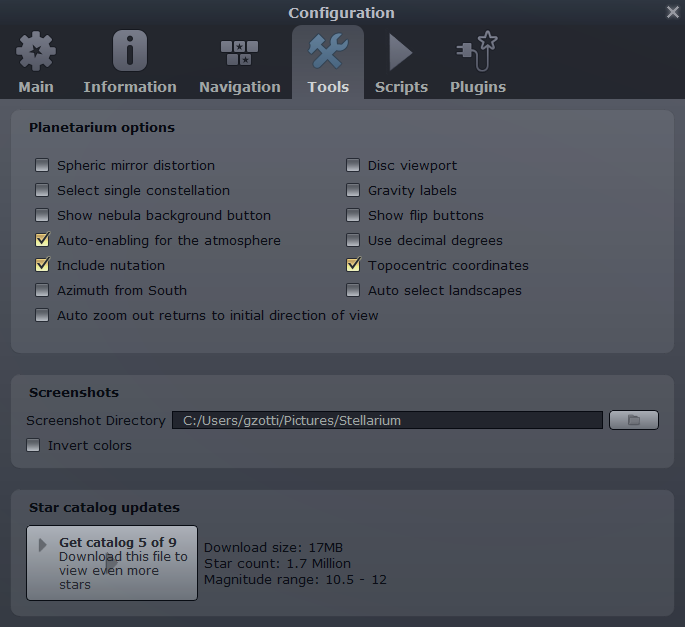 Configuration
Main Information Navigation Tools Scripts Plugins
Planetarium options
Spheric mirror distortion Disc viewport
Select single constellation Gravity labels
Show nebula background button Show flip buttons
Auto-enabling for the atmosphere Use decimal degrees
Include nutation Topocentric coordinates
Azimuth from South Auto select landscapes
Auto zoom out returns to initial direction of view
Screenshots
Screenshot Directory C:/Users/gzotti/Pictures/Stellarium
Invert colors
Star catalog updates
Get catalog 5 of 9
Download this file to
view even more
stars
Download size: 17MB
Star count: 1.7 Million
Magnitude range: 10.5 - 12